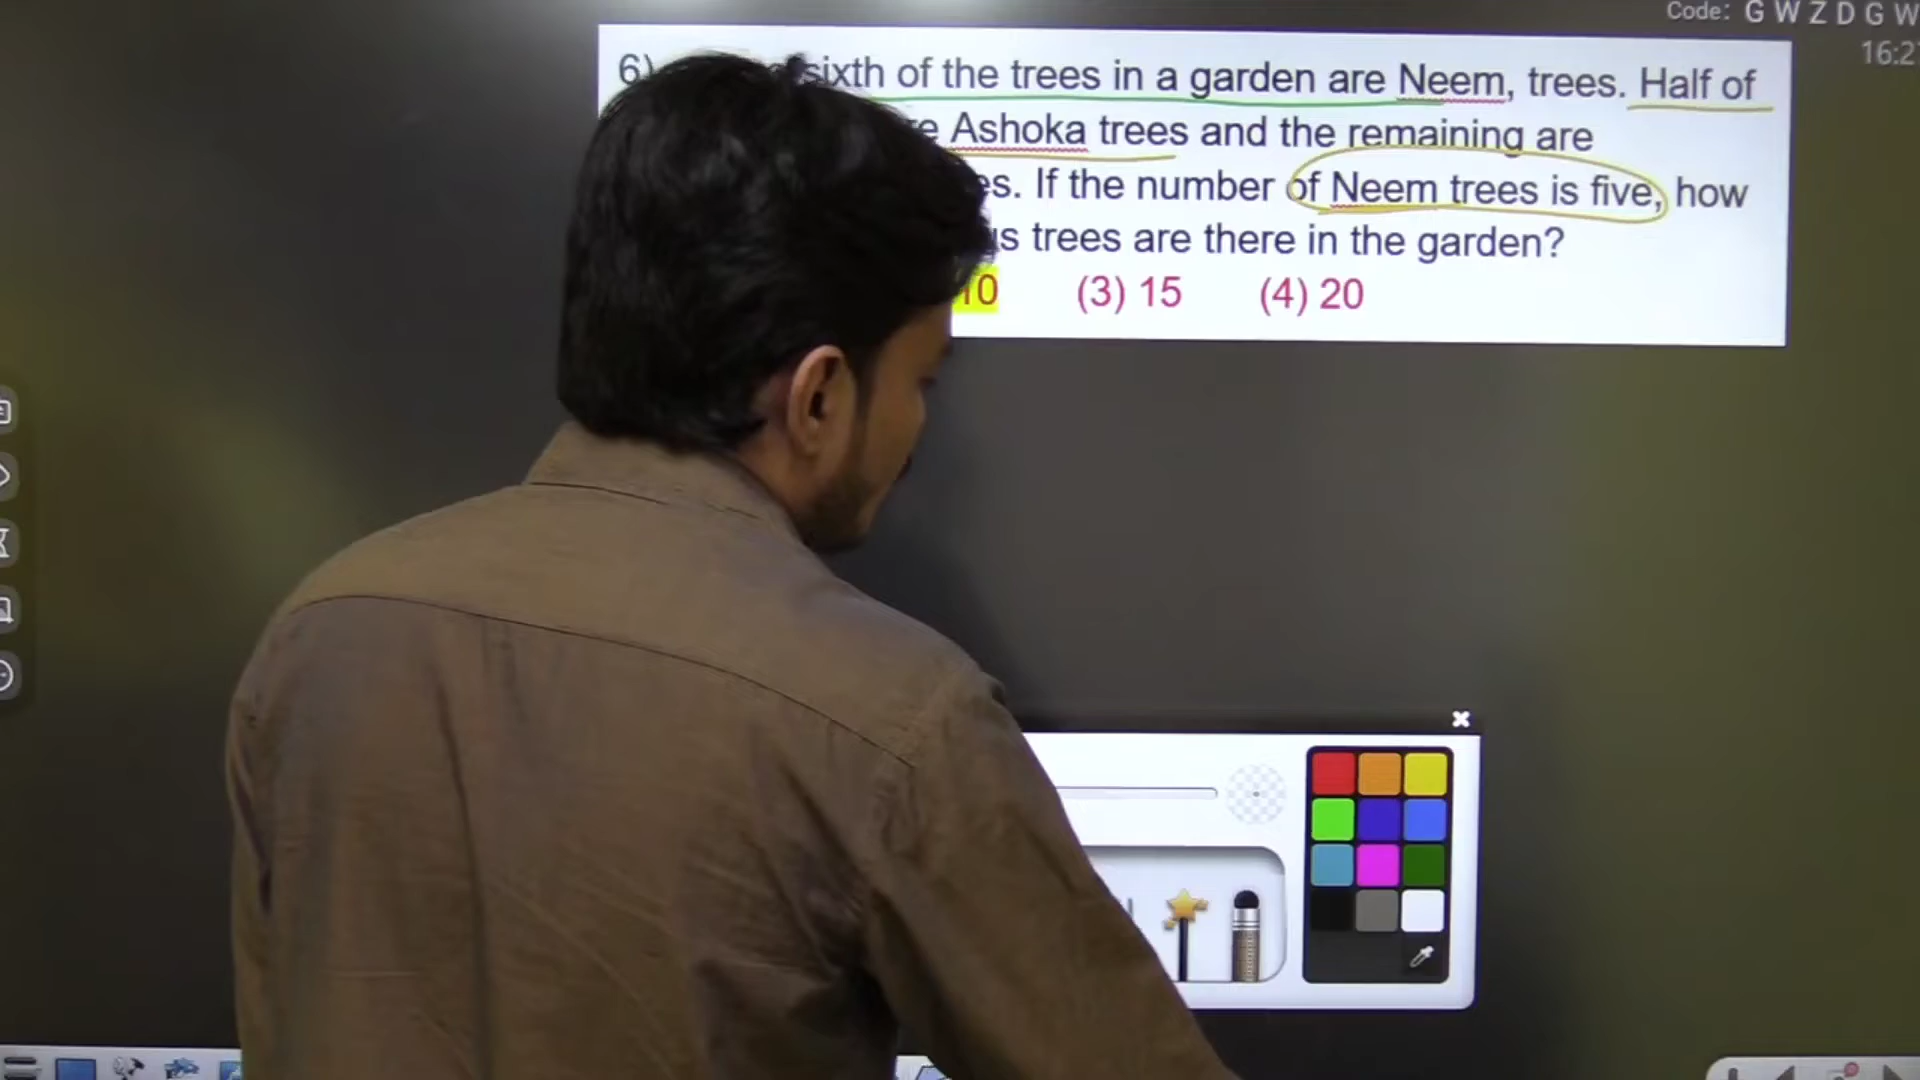 Code: G W Z D G W
16:2
6) sixth of the trees in a garden are Neem, trees. Half of
Ashoka trees and the remaining are
If the number of Neem trees is five, how
trees are there in the garden?
10 (3) 15 (4) 20